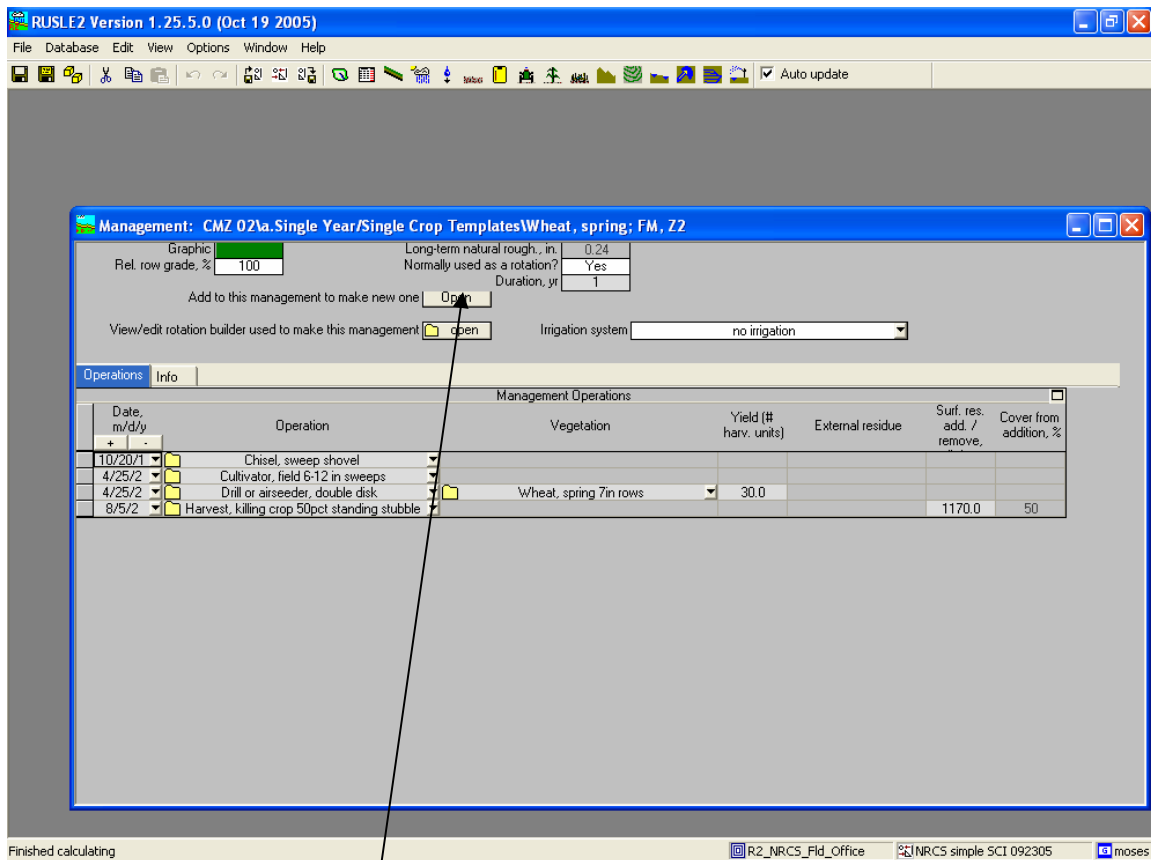 RUSLE2 Version 1.25.5.0 (Oct 19 2005)
File Database Edit View Options Window Help
Auto update
Management: CMZ 02\a.Single Year/Single Crop Templates\Wheat, spring; FM, Z2
Graphic Long-term natural rough., in. 0.24
Rel. row grade, % 100 Normally used as a rotation? Yes
Duration, yr 1
Add to this management to make new one Open
View/edit rotation builder used to make this management open Irrigation system no irrigation
Operations Info
Management Operations
Date, m/d/y + - Operation Vegetation Yield (# harv. units) External residue Surf. res. add. / remove, Cover from addition, %
10/20/1 Chisel, sweep shovel
4/25/2 Cultivator, field 6-12 in sweeps
4/25/2 Drill or airseeder, double disk Wheat, spring 7in rows 30.0
8/5/2 Harvest, killing crop 50pct standing stubble 1170.0 50
Finished calculating R2_NRCS_Fld_Office NRCS simple SCI 092305 moses